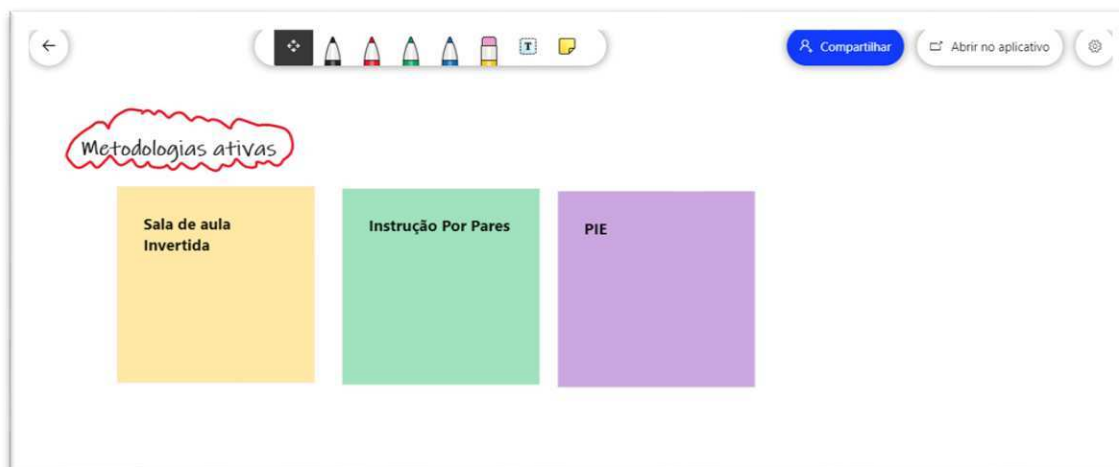 Compartilhar
Abrir no aplicativo
Metodologias ativas
Sala de aula
Invertida
Instrução Por Pares
PIE